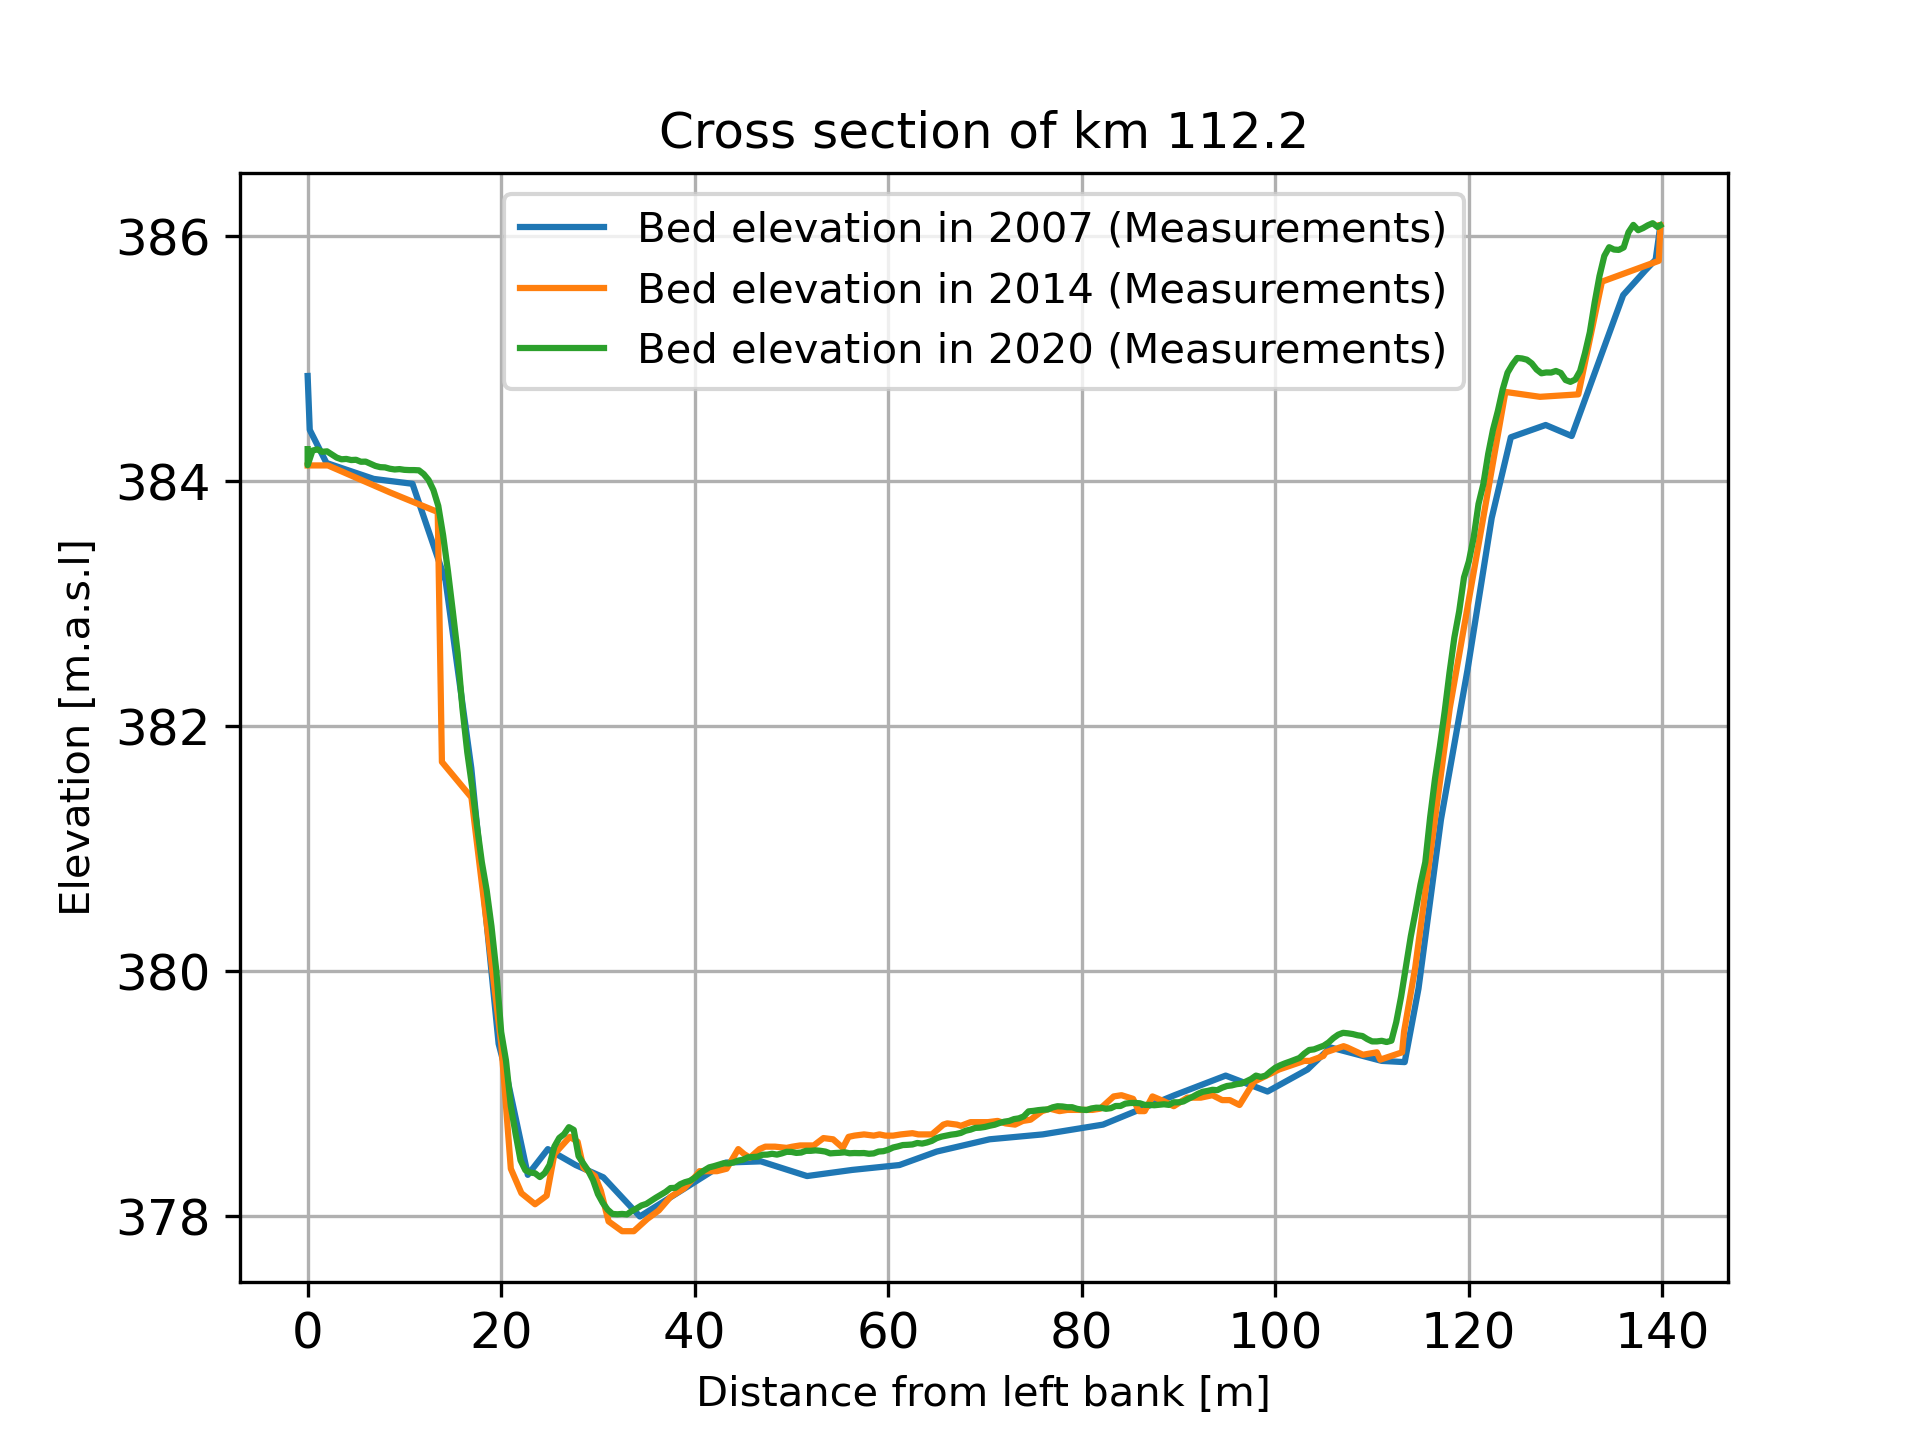 Cross section of km 112.2
Bed elevation in 2007 (Measurements)
Bed elevation in 2014 (Measurements)
Bed elevation in 2020 (Measurements)
386
384
382
380
378
Elevation [m.a.s.l]
0 20 40 60 80 100 120 140
Distance from left bank [m]